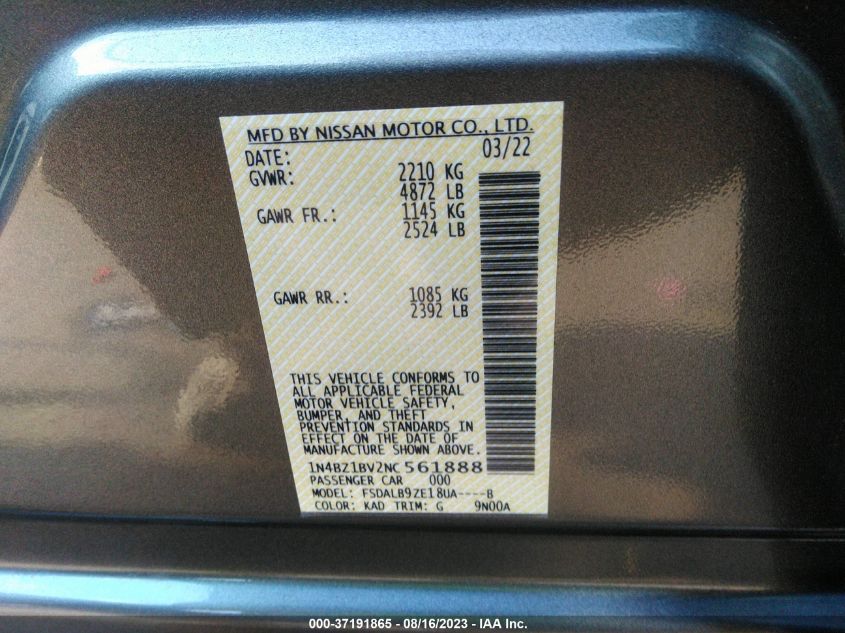 MFD BY NISSAN MOTOR CO., LTD.
DATE: 03/22
GVWR: 2210 KG
4872 LB
GAWR FR.: 1145 KG
2524 LB
GAWR RR.: 1085 KG
2392 LB
THIS VEHICLE CONFORMS TO
ALL APPLICABLE FEDERAL
MOTOR VEHICLE SAFETY,
BUMPER, AND THEFT
PREVENTION STANDARDS IN
EFFECT ON THE DATE OF
MANUFACTURE SHOWN ABOVE.
1N4BZ1BV2NC561888
PASSENGER CAR 000
MODEL: FSDALB9ZE18UA----B
COLOR: KAD TRIM: G 9N00A
000-37191865 - 08/16/2023 - IAA Inc.